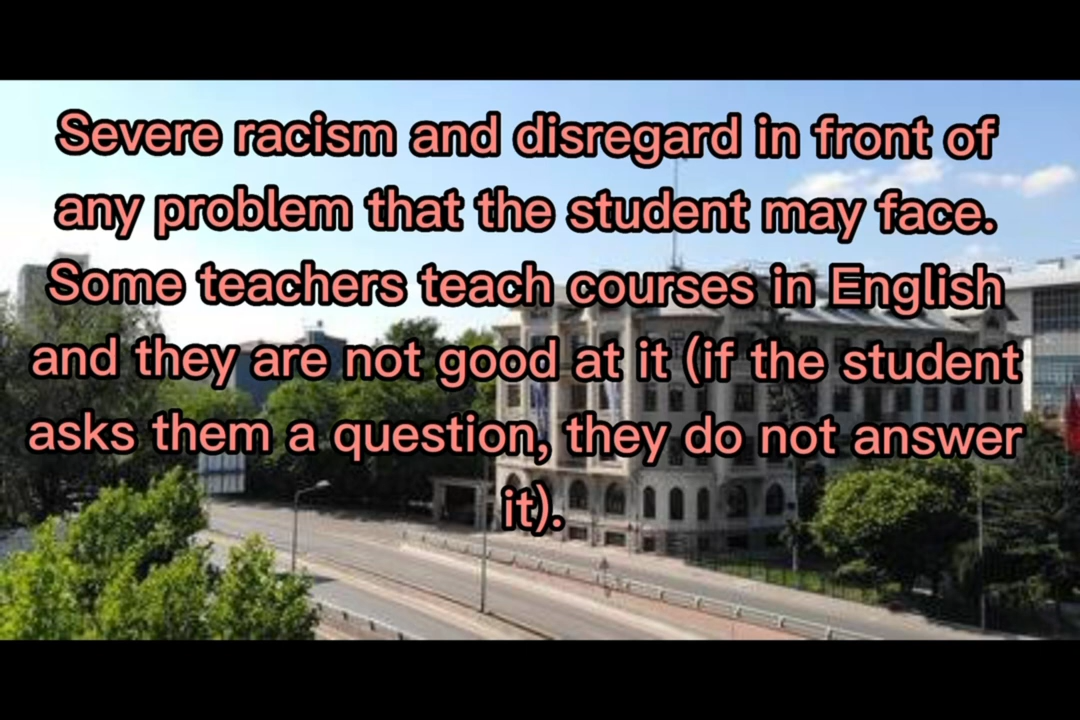 Severe racism and disregard in front of
any problem that the student may face.
Some teachers teach courses in English
and they are not good at it (if the student
asks them a question, they do not answer
it).